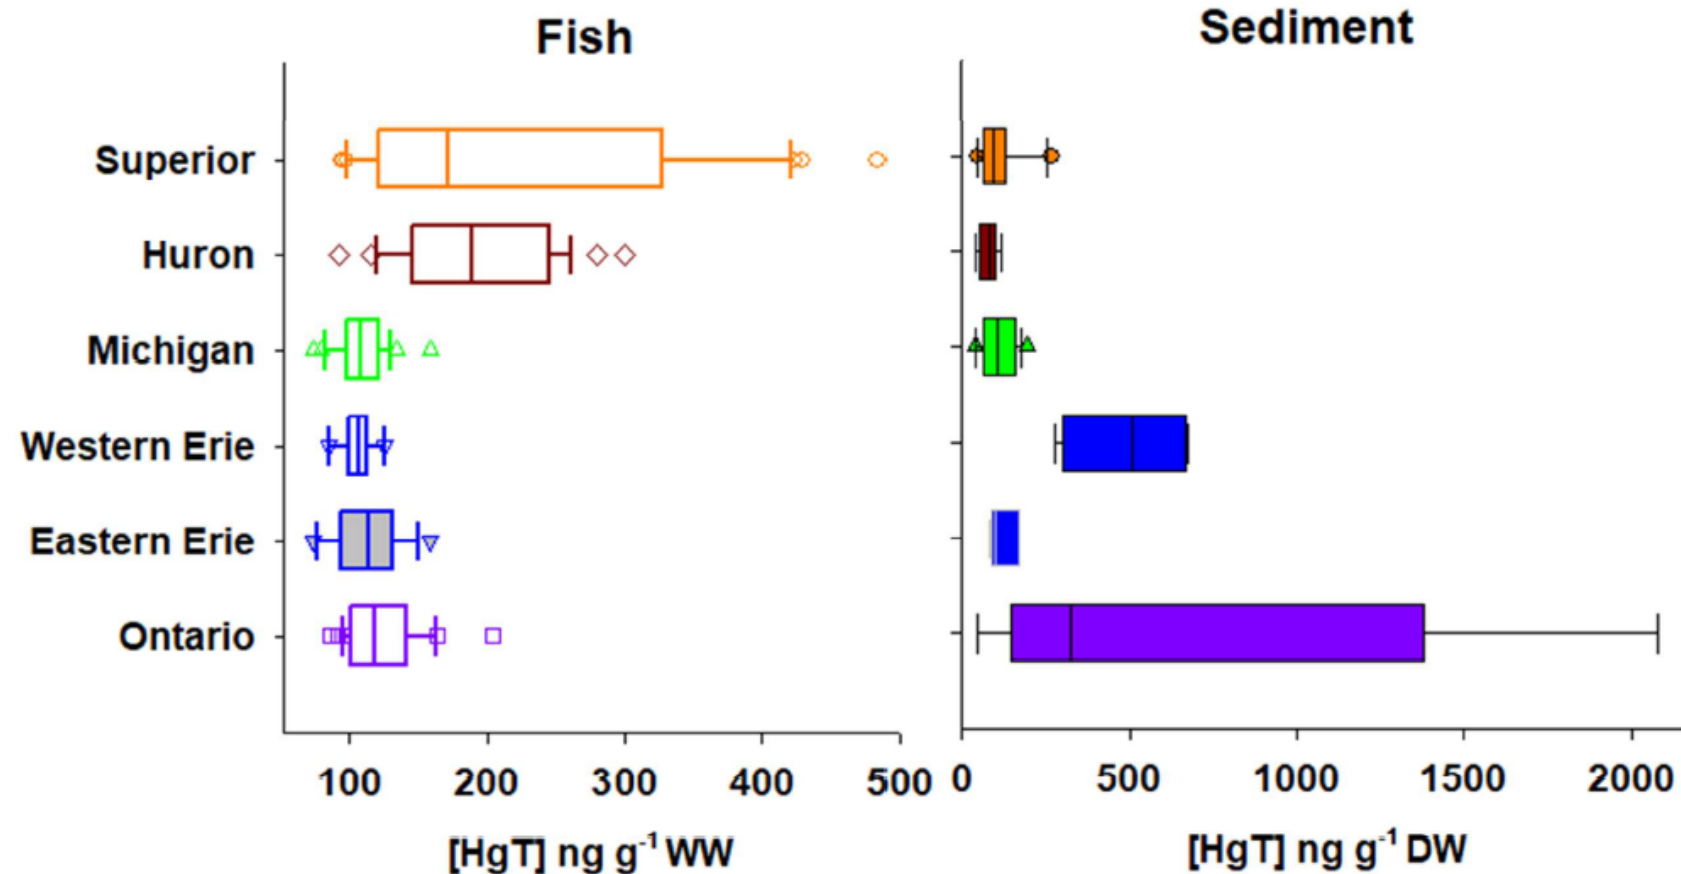 Fish
Sediment
Superior
Huron
Michigan
Western Erie
Eastern Erie
Ontario
100 200 300 400 500
0 500 1000 1500 2000
[HgT] ng g⁻¹ WW
[HgT] ng g⁻¹ DW